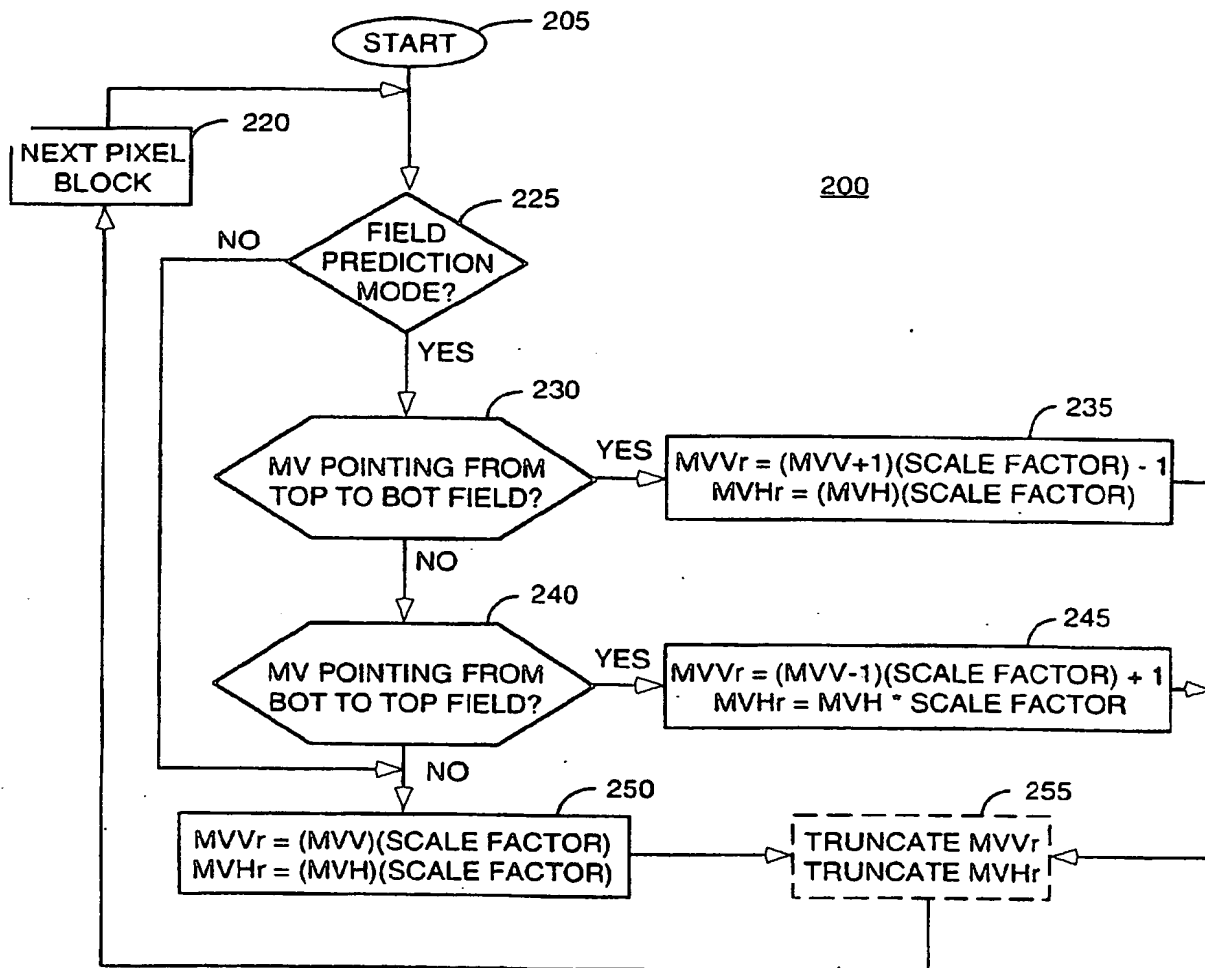 START
205
220
NEXT PIXEL
BLOCK
200
225
FIELD
PREDICTION
MODE?
NO
YES
230
MV POINTING FROM
TOP TO BOT FIELD?
YES
235
MVVr = (MVV+1)(SCALE FACTOR) - 1
MVHr = (MVH)(SCALE FACTOR)
NO
240
MV POINTING FROM
BOT TO TOP FIELD?
YES
245
MVVr = (MVV-1)(SCALE FACTOR) + 1
MVHr = MVH * SCALE FACTOR
NO
250
MVVr = (MVV)(SCALE FACTOR)
MVHr = (MVH)(SCALE FACTOR)
255
TRUNCATE MVVr
TRUNCATE MVHr